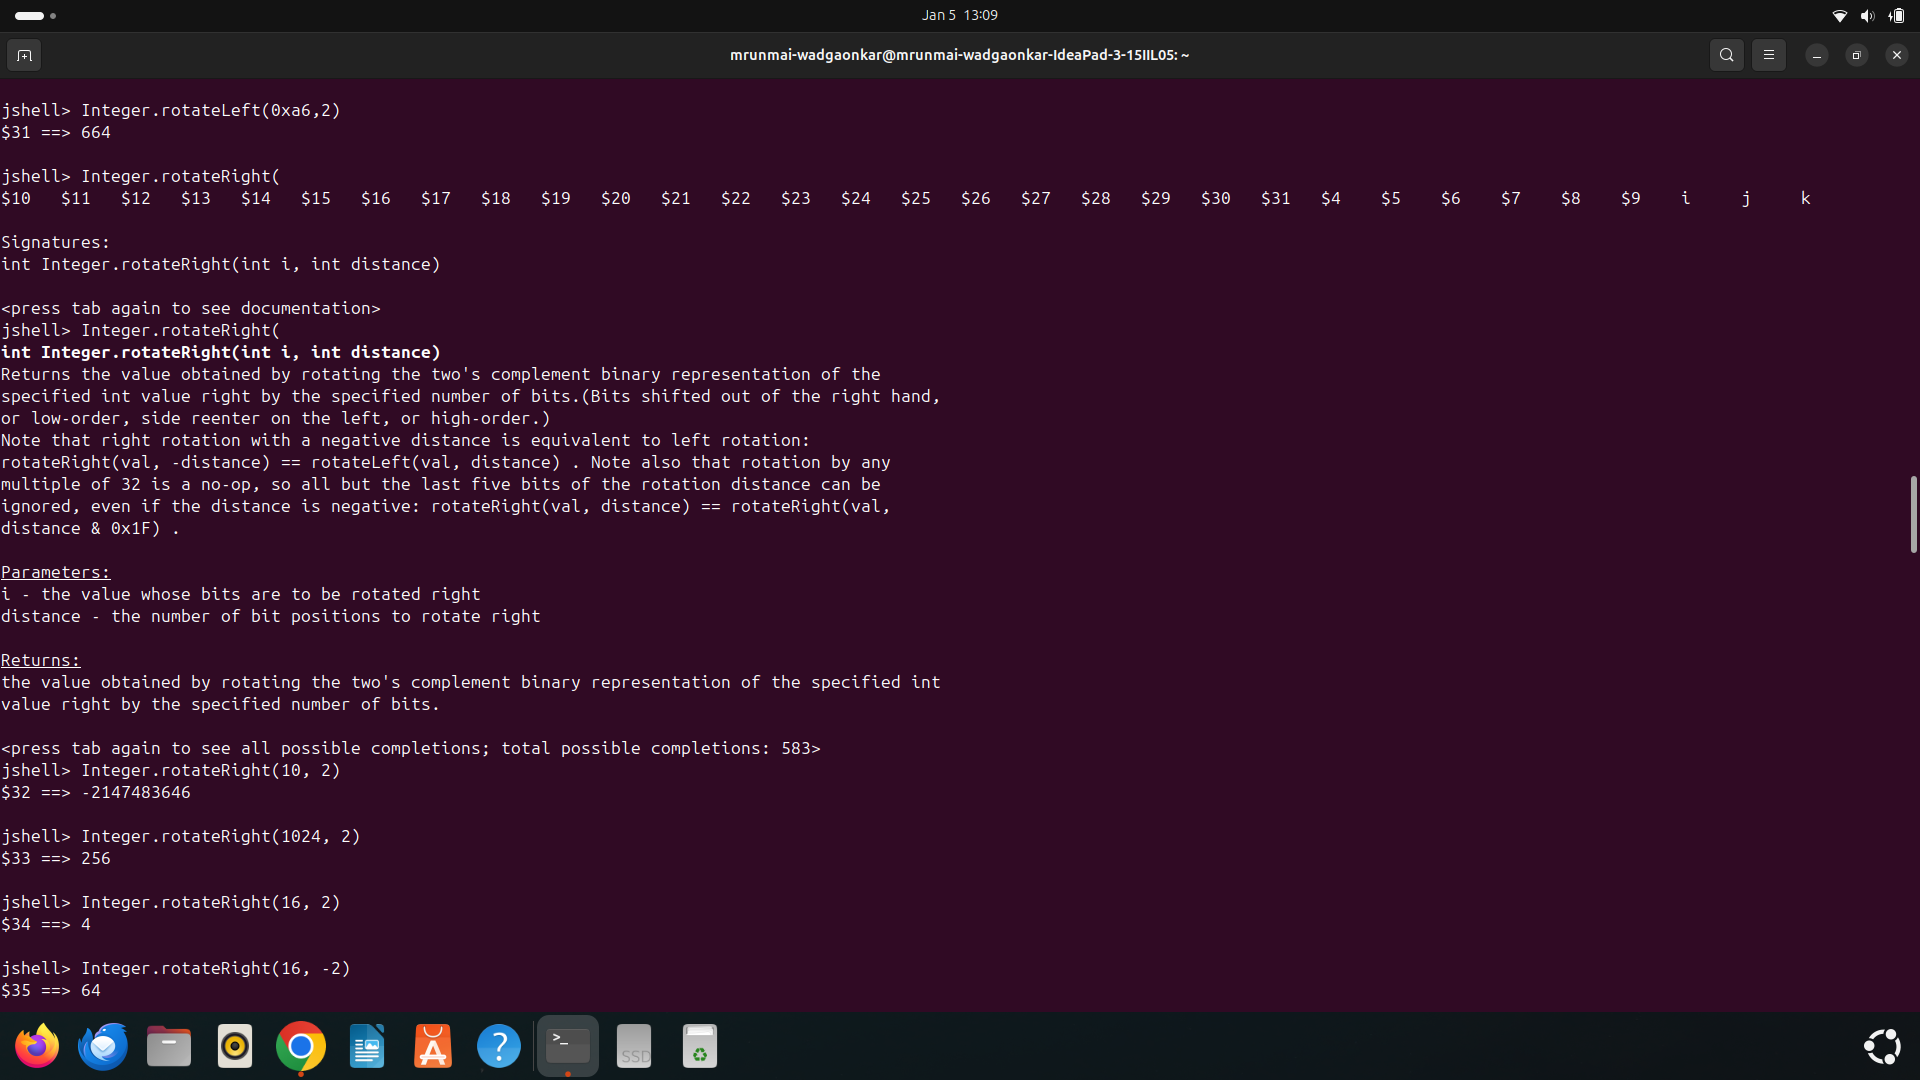 Jan 5 13:09
mrunmai-wadgaonkar@mrunmai-wadgaonkar-IdeaPad-3-15IIL05: ~
jshell> Integer.rotateLeft(0xa6,2)
$31 ==> 664
jshell> Integer.rotateRight(
$10 $11 $12 $13 $14 $15 $16 $17 $18 $19 $20 $21 $22 $23 $24 $25 $26 $27 $28 $29 $30 $31 $4 $5 $6 $7 $8 $9 i j k
Signatures:
int Integer.rotateRight(int i, int distance)
<press tab again to see documentation>
jshell> Integer.rotateRight(
int Integer.rotateRight(int i, int distance)
Returns the value obtained by rotating the two's complement binary representation of the
specified int value right by the specified number of bits.(Bits shifted out of the right hand,
or low-order, side reenter on the left, or high-order.)
Note that right rotation with a negative distance is equivalent to left rotation:
rotateRight(val, -distance) == rotateLeft(val, distance) . Note also that rotation by any
multiple of 32 is a no-op, so all but the last five bits of the rotation distance can be
ignored, even if the distance is negative: rotateRight(val, distance) == rotateRight(val,
distance & 0x1F) .
Parameters:
i - the value whose bits are to be rotated right
distance - the number of bit positions to rotate right
Returns:
the value obtained by rotating the two's complement binary representation of the specified int
value right by the specified number of bits.
<press tab again to see all possible completions; total possible completions: 583>
jshell> Integer.rotateRight(10, 2)
$32 ==> -2147483646
jshell> Integer.rotateRight(1024, 2)
$33 ==> 256
jshell> Integer.rotateRight(16, 2)
$34 ==> 4
jshell> Integer.rotateRight(16, -2)
$35 ==> 64
SSD